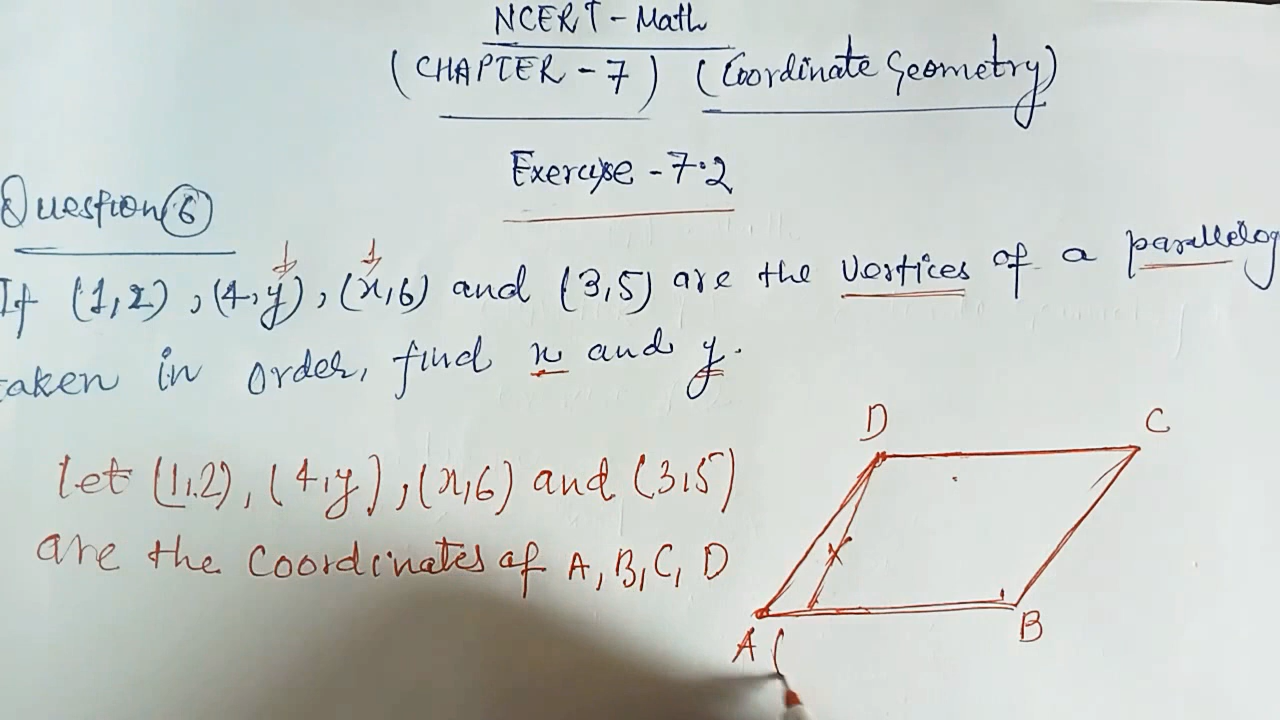 NCERT - Math
(CHAPTER - 7) (Coordinate Geometry)
Exercise - 7.2
Question 6
If (1,2), (4,y), (x,6) and (3,5) are the vertices of a parallelog
taken in order, find x and y.
let (1,2), (4,y), (x,6) and (3,5)
are the coordinates of A, B, C, D
D C
A ( B